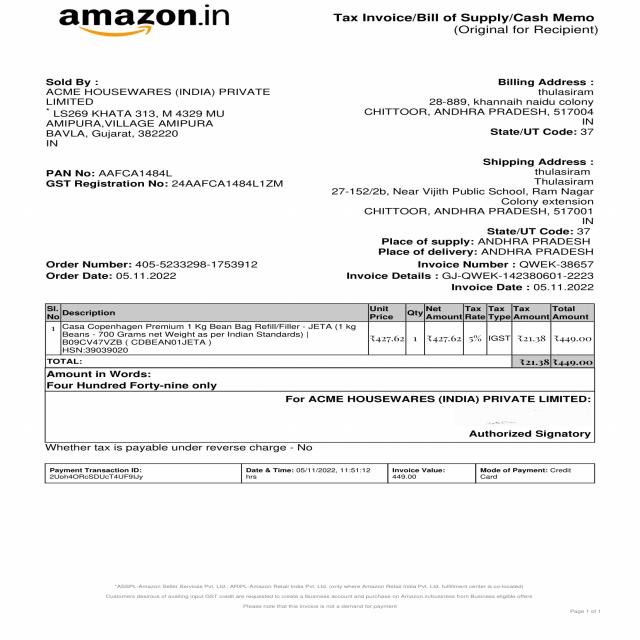 amazon.in
Tax Invoice/Bill of Supply/Cash Memo
(Original for Recipient)
Sold By :
ACME HOUSEWARES (INDIA) PRIVATE
LIMITED
* LS269 KHATA 313, M 4329 MU
AMIPURA,VILLAGE AMIPURA
BAVLA, Gujarat, 382220
IN
Billing Address :
thulasiram
28-889, khannaih naidu colony
CHITTOOR, ANDHRA PRADESH, 517004
IN
State/UT Code: 37
PAN No: AAFCA1484L
GST Registration No: 24AAFCA1484L1ZM
Shipping Address :
thulasiram
Thulasiram
27-152/2b, Near Vijith Public School, Ram Nagar
Colony extension
CHITTOOR, ANDHRA PRADESH, 517001
IN
State/UT Code: 37
Place of supply: ANDHRA PRADESH
Place of delivery: ANDHRA PRADESH
Order Number: 405-5233298-1753912
Order Date: 05.11.2022
Invoice Number : QWEK-38657
Invoice Details : GJ-QWEK-142380601-2223
Invoice Date : 05.11.2022
Sl. No Description Unit Price Qty Net Amount Tax Rate Tax Type Tax Amount Total Amount
1 Casa Copenhagen Premium 1 Kg Bean Bag Refill/Filler - JETA (1 kg
Beans - 700 Grams net Weight as per Indian Standards) |
B09CV47VZB ( CDBEAN01JETA )
HSN:39039020
₹427.62 1 ₹427.62 5% IGST ₹21.38 ₹449.00
TOTAL: ₹21.38 ₹449.00
Amount in Words:
Four Hundred Forty-nine only
For ACME HOUSEWARES (INDIA) PRIVATE LIMITED:
Authorized Signatory
Whether tax is payable under reverse charge - No
Payment Transaction ID:
2Uoh4ORcSDUcT4UF9IJy
Date & Time: 05/11/2022, 11:51:12
hrs
Invoice Value:
449.00
Mode of Payment: Credit
Card
*ASSPL-Amazon Seller Services Pvt. Ltd., ARIPL-Amazon Retail India Pvt. Ltd. (only where Amazon Retail India Pvt. Ltd. fulfillment center is co-located)
Customers desirous of availing input GST credit are requested to create a Business account and purchase on Amazon.in/business from Business eligible offers
Please note that this invoice is not a demand for payment
Page 1 of 1